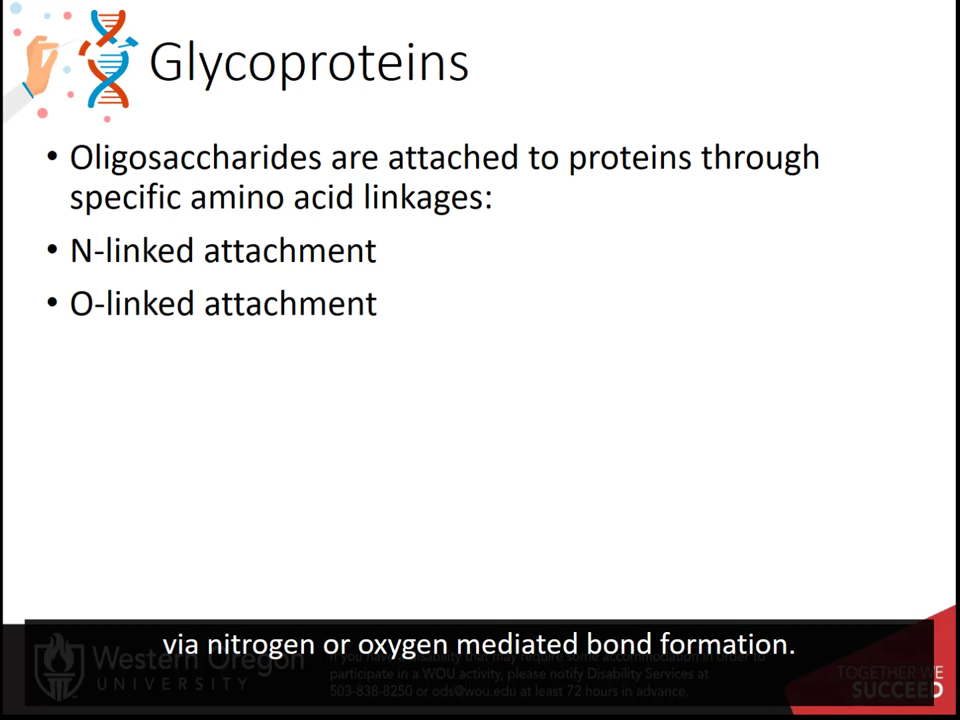 Glycoproteins
• Oligosaccharides are attached to proteins through
specific amino acid linkages:
• N-linked attachment
• O-linked attachment
via nitrogen or oxygen mediated bond formation.
Western Oregon
UNIVERSITY
If you have a disability that may require some accommodation in order to
participate in a WOU activity, please notify Disability Services at
503-838-8250 or ods@wou.edu at least 72 hours in advance.
TOGETHER WE
SUCCEED